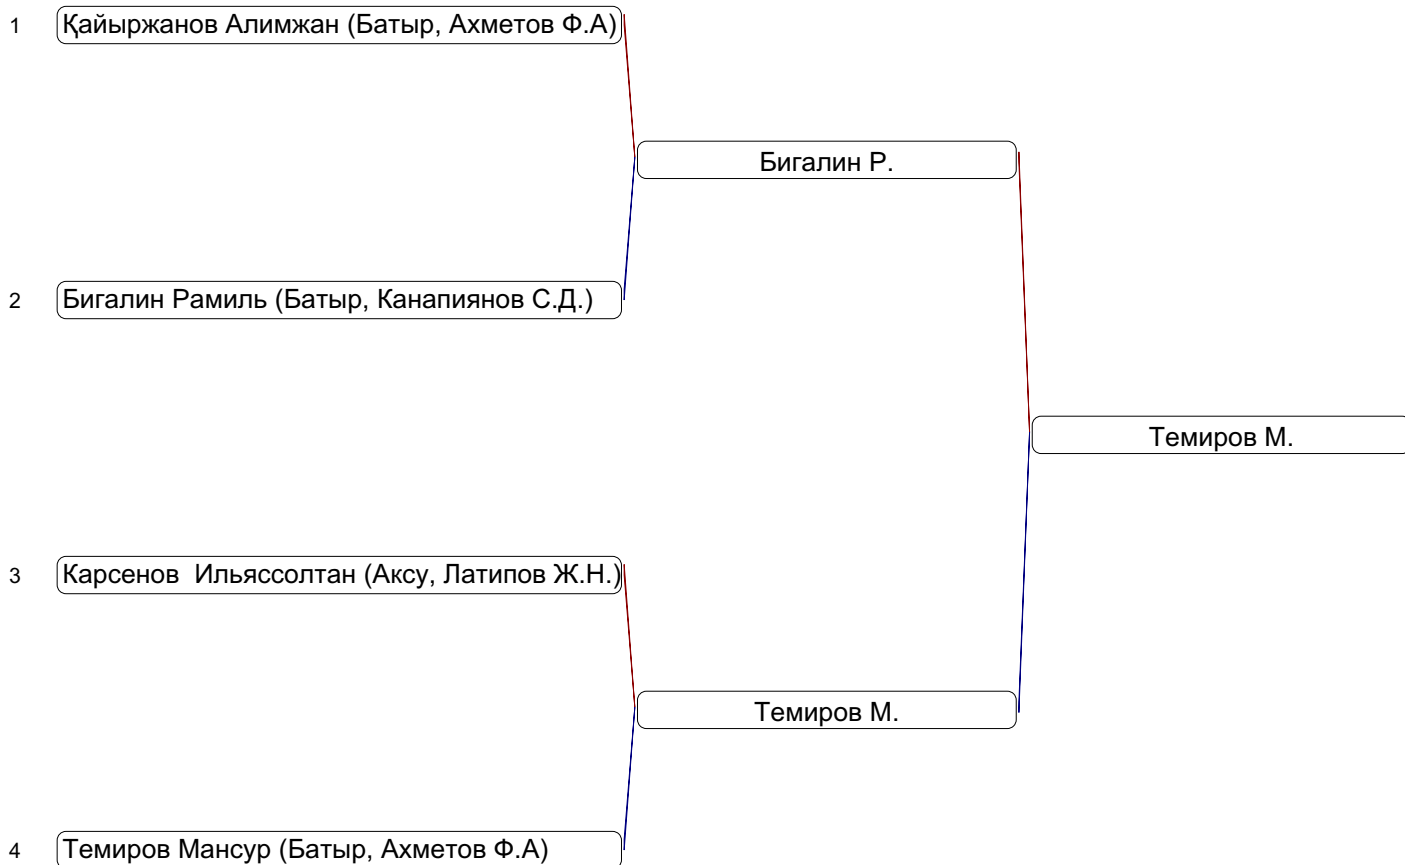 1 Қайыржанов Алимжан (Батыр, Ахметов Ф.А)
Бигалин Р.
2 Бигалин Рамиль (Батыр, Канапиянов С.Д.)
Темиров М.
3 Карсенов Ильяссолтан (Аксу, Латипов Ж.Н.)
Темиров М.
4 Темиров Мансур (Батыр, Ахметов Ф.А)